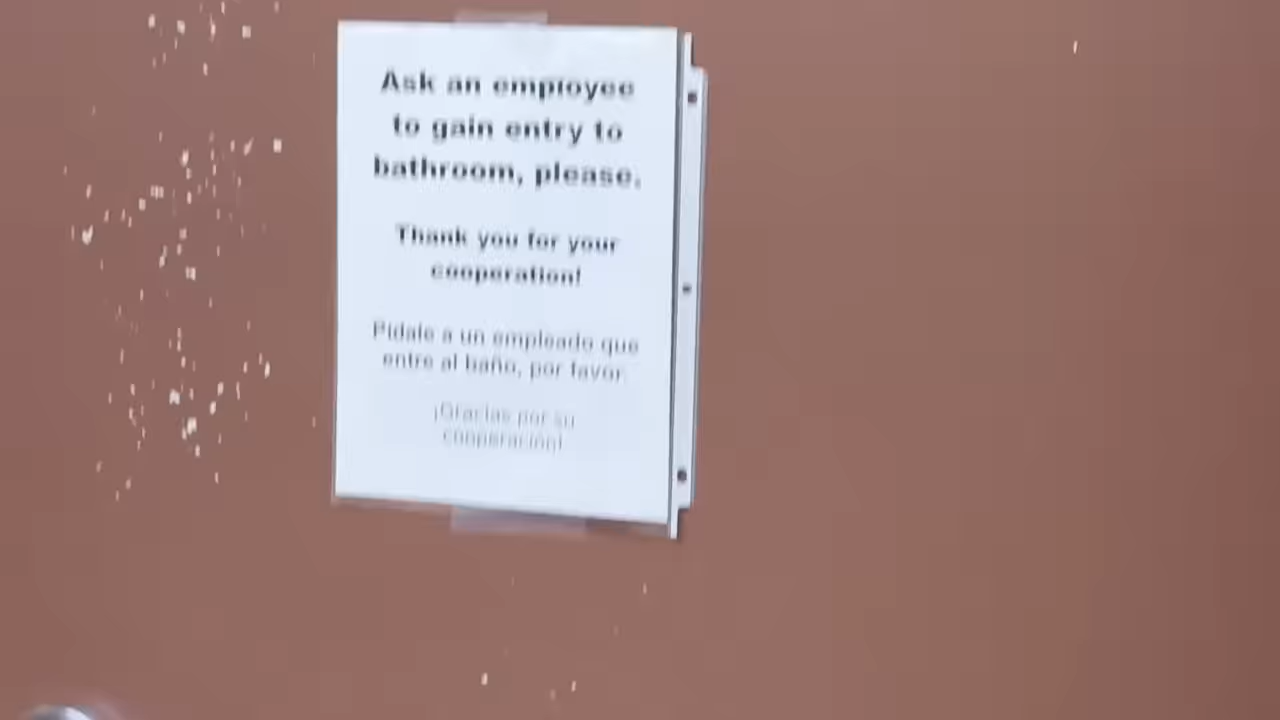 Ask an employee
to gain entry to
bathroom, please.
Thank you for your
cooperation!
Pidale a un empleado que
entre al baño, por favor.
¡Gracias por su
cooperación!